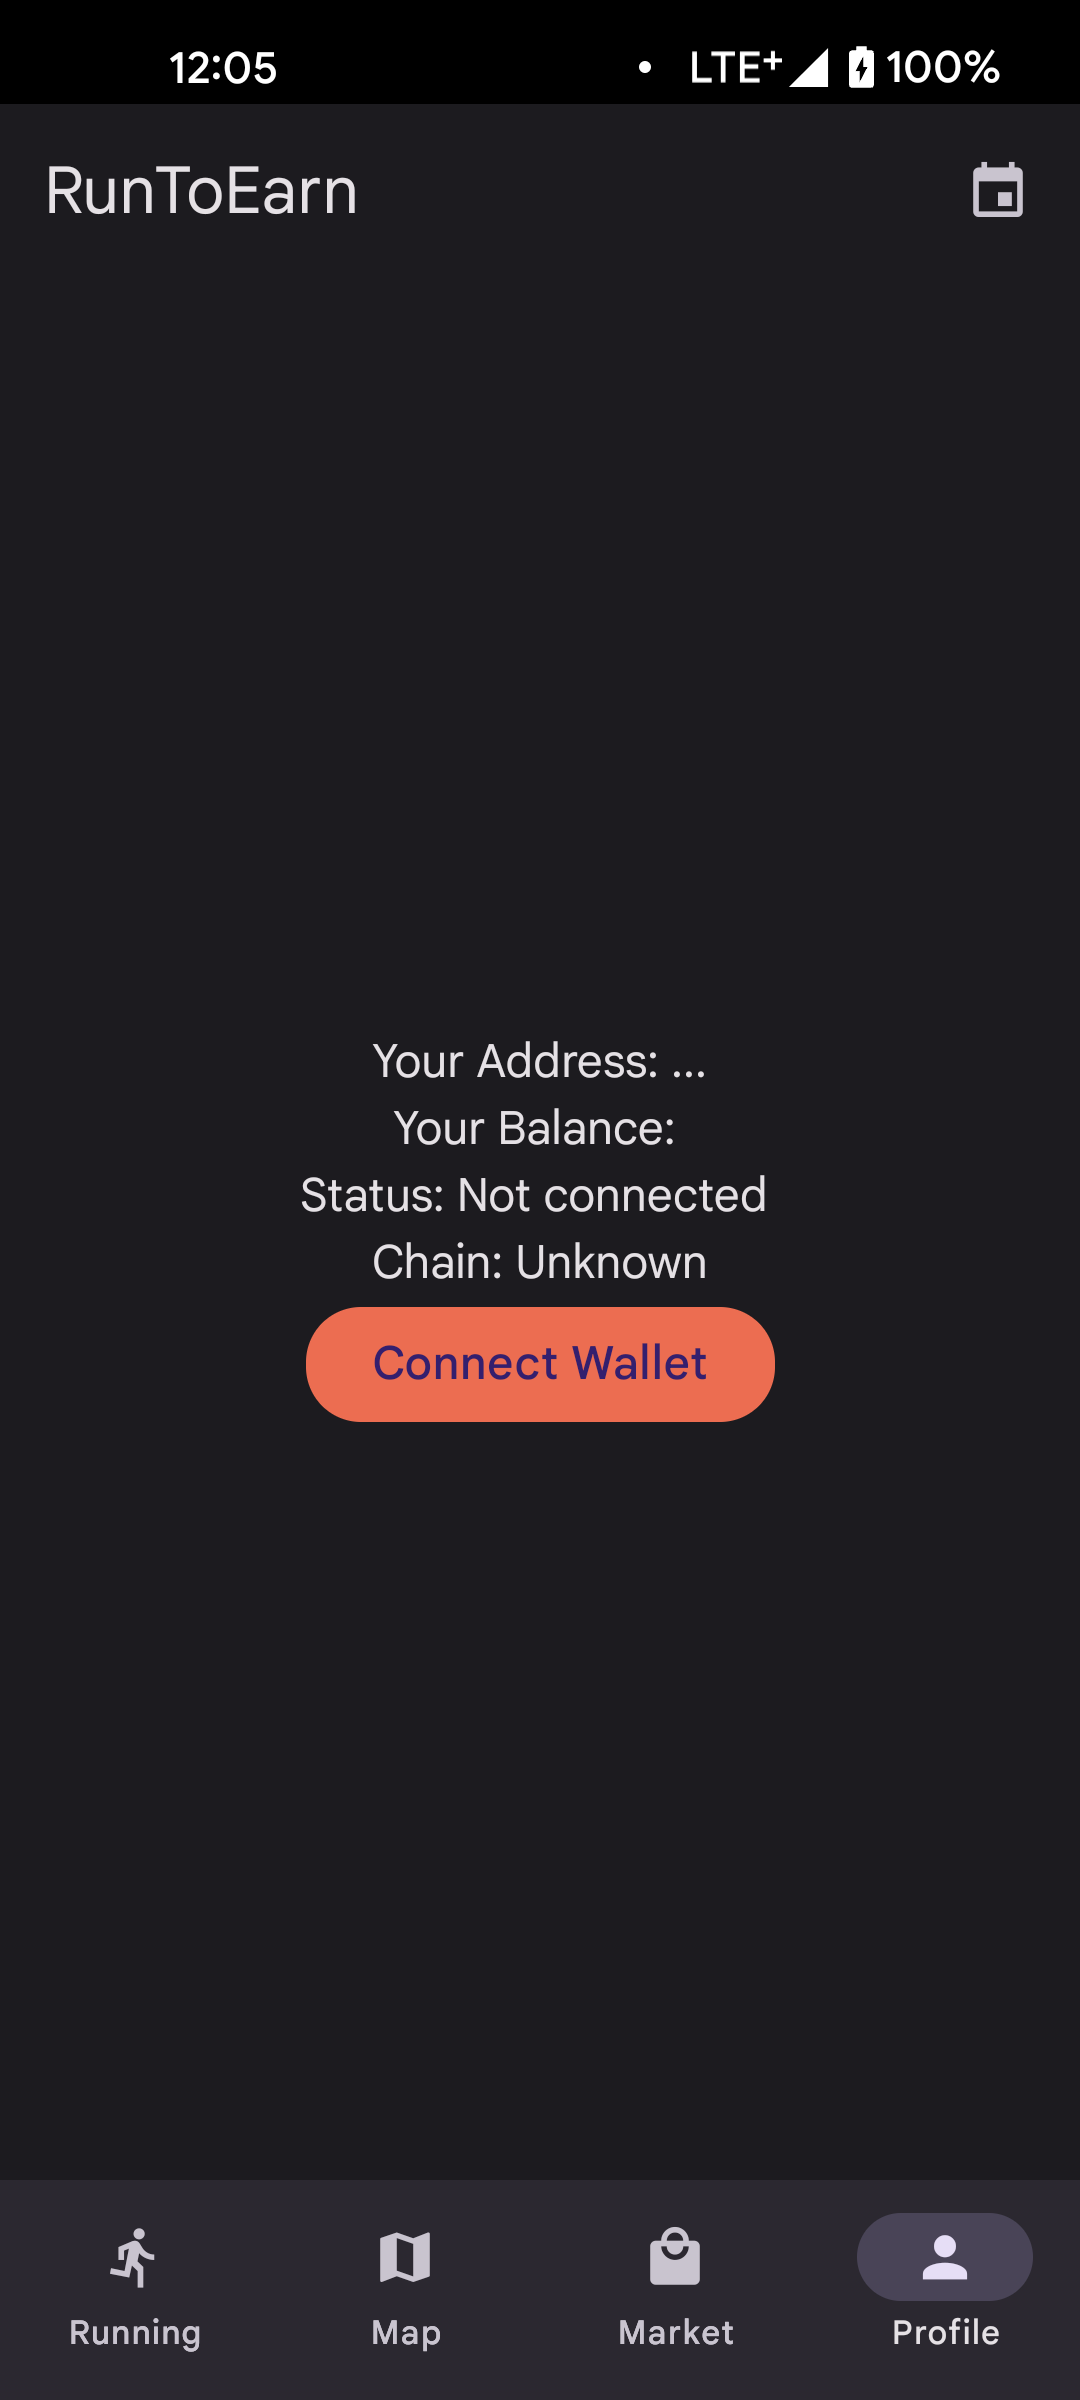 12:05
LTE+ 100%
RunToEarn
Your Address: ...
Your Balance:
Status: Not connected
Chain: Unknown
Connect Wallet
Running
Map
Market
Profile